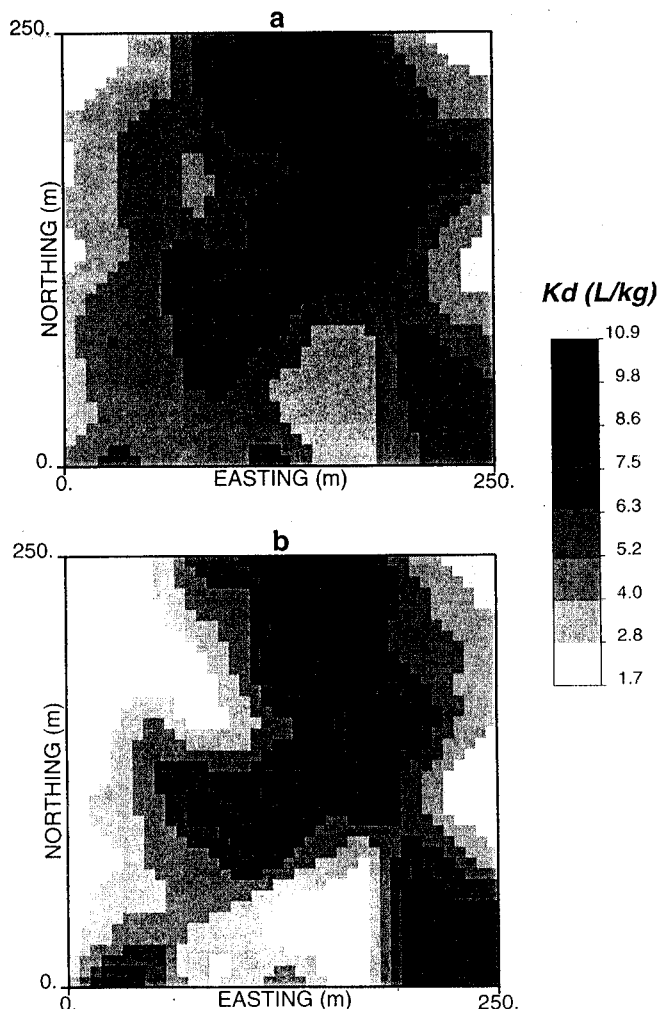 a
250.
NORTHING (m)
0.
0.
EASTING (m)
250.
Kd (L/kg)
10.9
9.8
8.6
7.5
6.3
5.2
4.0
2.8
1.7
b
250.
NORTHING (m)
0.
0.
EASTING (m)
250.